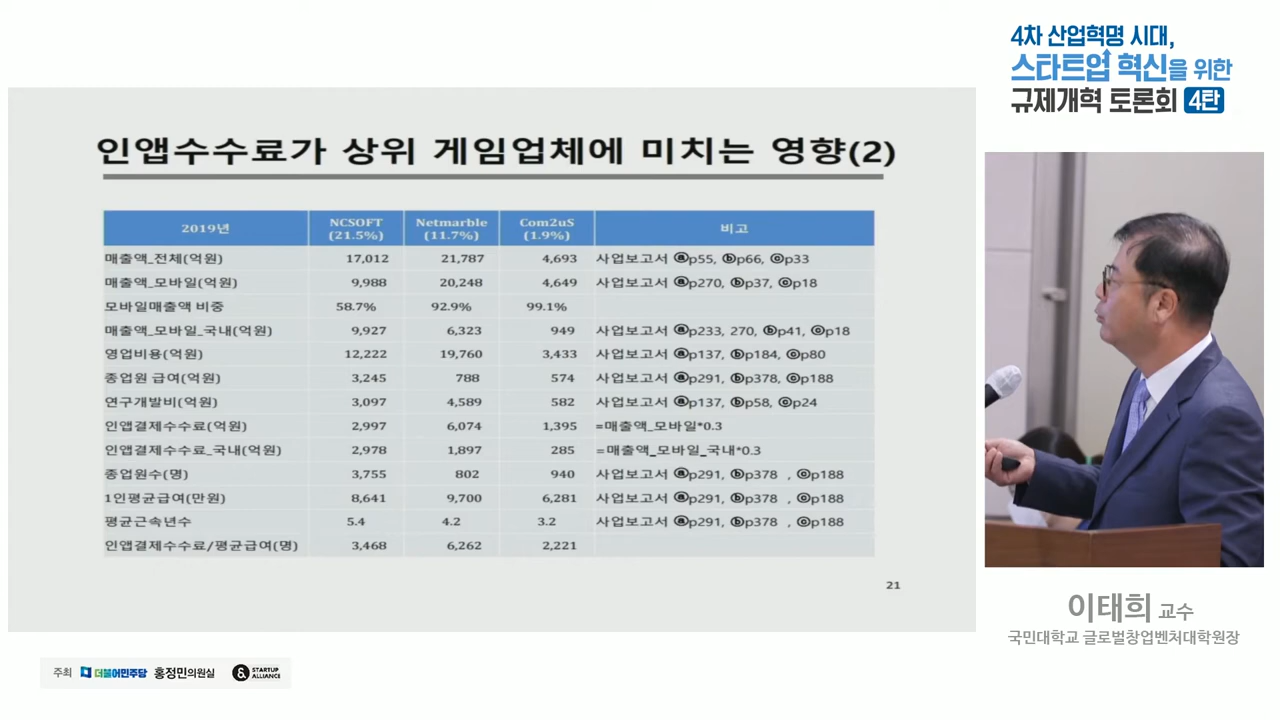 4차 산업혁명 시대,
스타트업 혁신을 위한
규제개혁 토론회 4탄
인앱수수료가 상위 게임업체에 미치는 영향(2)
2019년 NCSOFT (21.5%) Netmarble (11.7%) Com2uS (1.9%) 비고
매출액_전체(억원) 17,012 21,787 4,693 사업보고서 ⓐp55, ⓑp66, ⓒp33
매출액_모바일(억원) 9,988 20,248 4,649 사업보고서 ⓐp270, ⓑp37, ⓒp18
모바일매출액 비중 58.7% 92.9% 99.1%
매출액_모바일_국내(억원) 9,927 6,323 949 사업보고서 ⓐp233, 270, ⓑp41, ⓒp18
영업비용(억원) 12,222 19,760 3,433 사업보고서 ⓐp137, ⓑp184, ⓒp80
종업원 급여(억원) 3,245 788 574 사업보고서 ⓐp291, ⓑp378, ⓒp188
연구개발비(억원) 3,097 4,589 582 사업보고서 ⓐp137, ⓑp58, ⓒp24
인앱결제수수료(억원) 2,997 6,074 1,395 =매출액_모바일*0.3
인앱결제수수료_국내(억원) 2,978 1,897 285 =매출액_모바일_국내*0.3
종업원수(명) 3,755 802 940 사업보고서 ⓐp291, ⓑp378 , ⓒp188
1인평균급여(만원) 8,641 9,700 6,281 사업보고서 ⓐp291, ⓑp378 , ⓒp188
평균근속년수 5.4 4.2 3.2 사업보고서 ⓐp291, ⓑp378 , ⓒp188
인앱결제수수료/평균급여(명) 3,468 6,262 2,221
21
이태희 교수
국민대학교 글로벌창업벤처대학원장
주최 더불어민주당 홍정민의원실 & STARTUP ALLIANCE